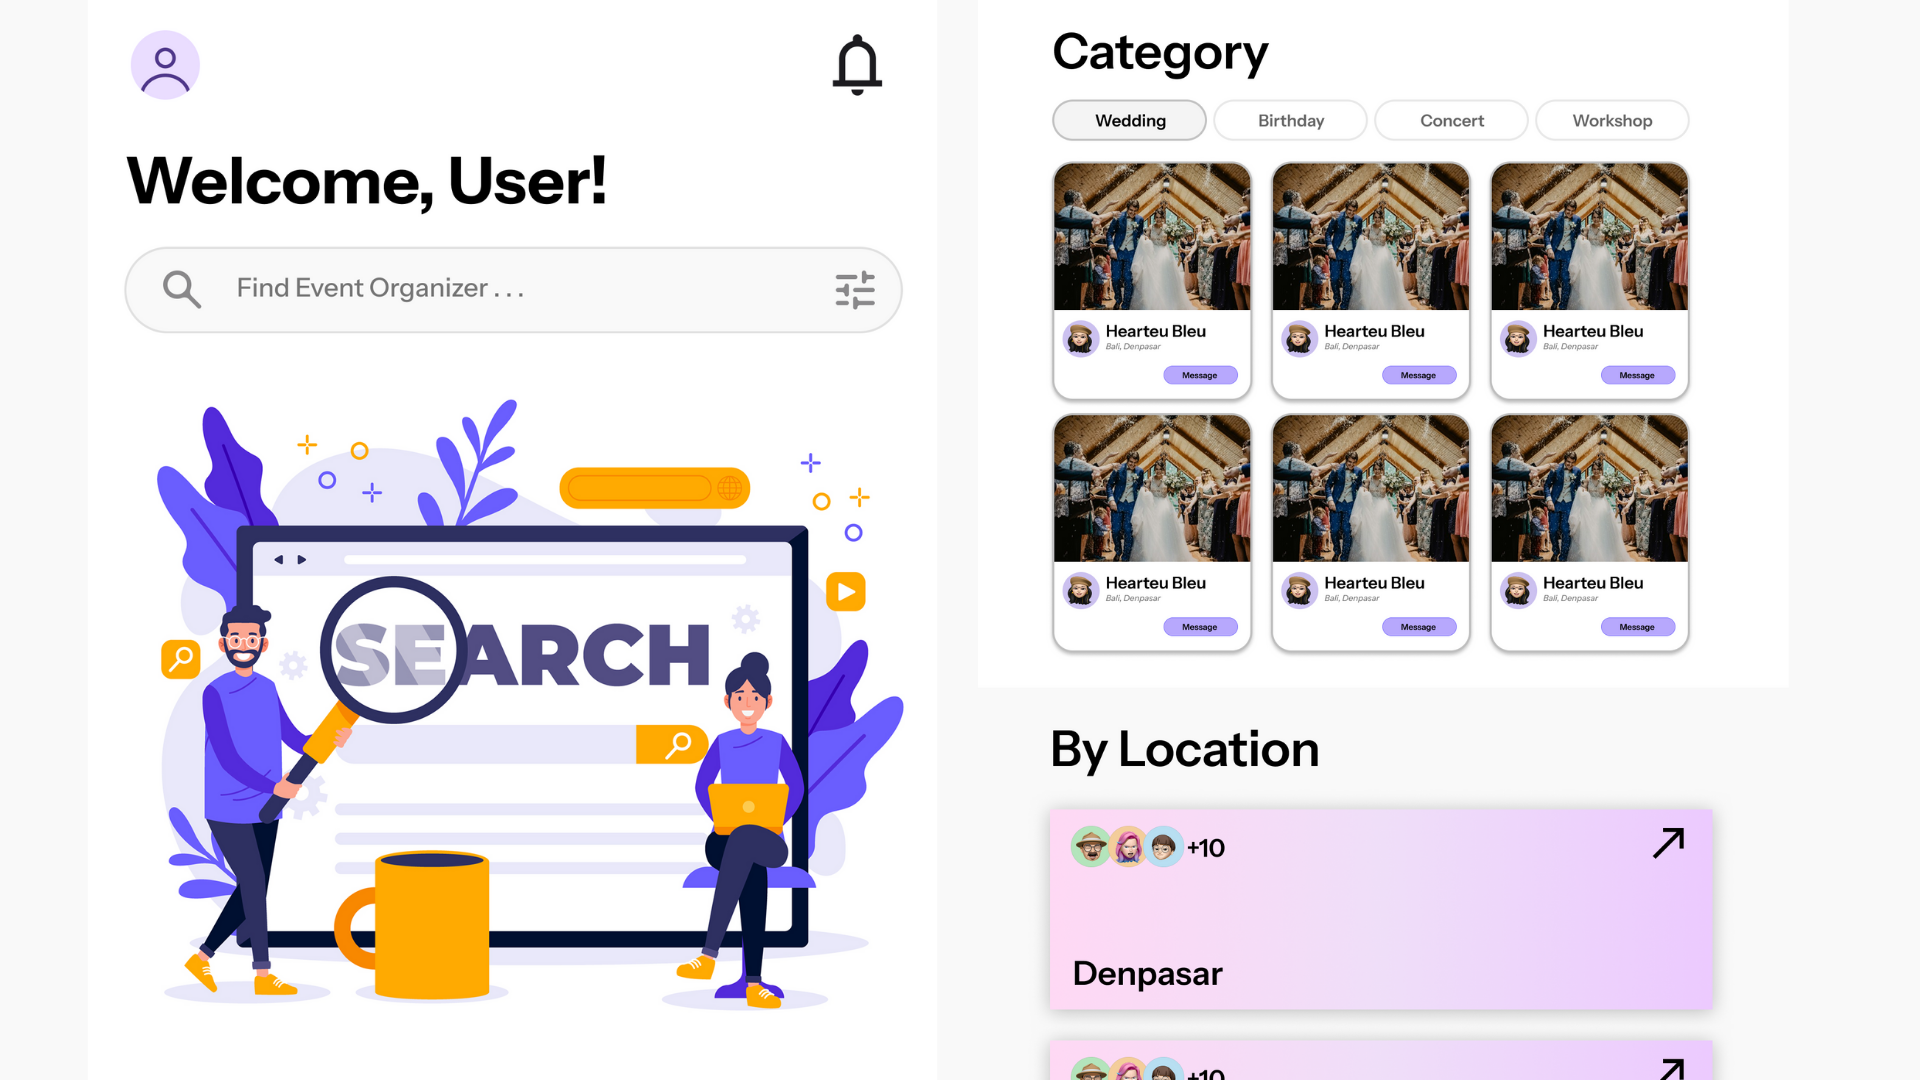 Welcome, User!
Find Event Organizer . . .
SEARCH
Category
Wedding
Birthday
Concert
Workshop
Hearteu Bleu
Bali, Denpasar
Message
Hearteu Bleu
Bali, Denpasar
Message
Hearteu Bleu
Bali, Denpasar
Message
Hearteu Bleu
Bali, Denpasar
Message
Hearteu Bleu
Bali, Denpasar
Message
Hearteu Bleu
Bali, Denpasar
Message
By Location
+10
Denpasar
+10